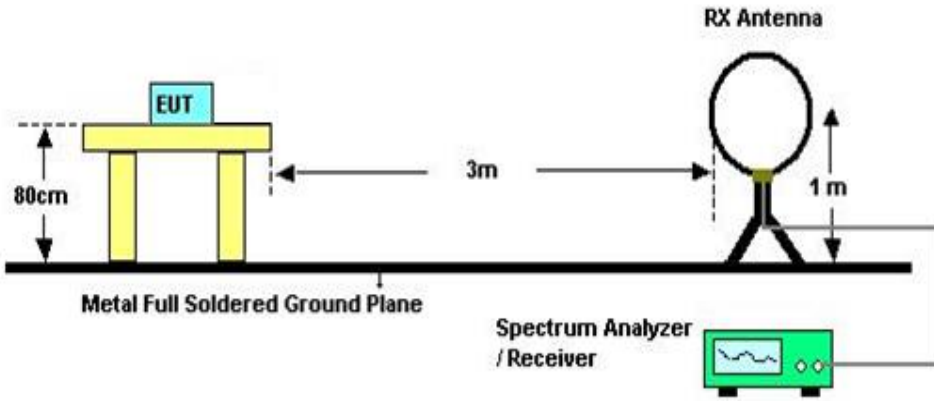 RX Antenna
EUT
3m
80cm
1 m
Metal Full Soldered Ground Plane
Spectrum Analyzer
/ Receiver